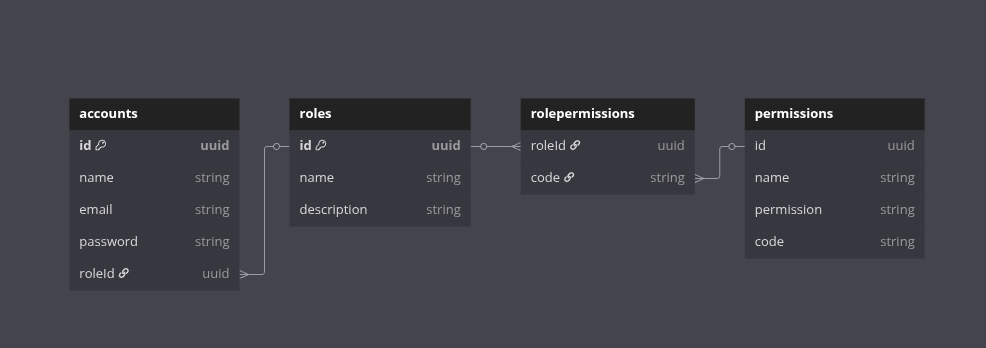 accounts
id uuid
name string
email string
password string
roleId uuid
roles
id uuid
name string
description string
rolepermissions
roleId uuid
code string
permissions
id uuid
name string
permission string
code string